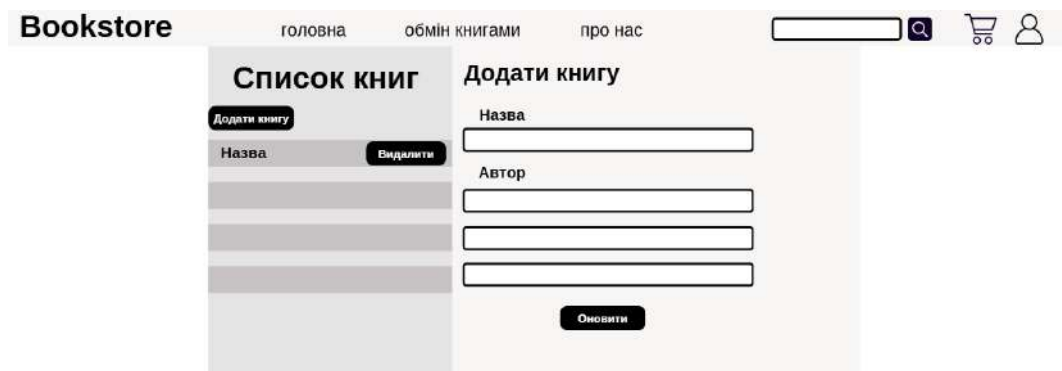 Bookstore головна обмін книгами про нас
Список книг
Додати книгу
Назва Видалити
Додати книгу
Назва
Автор
Оновити